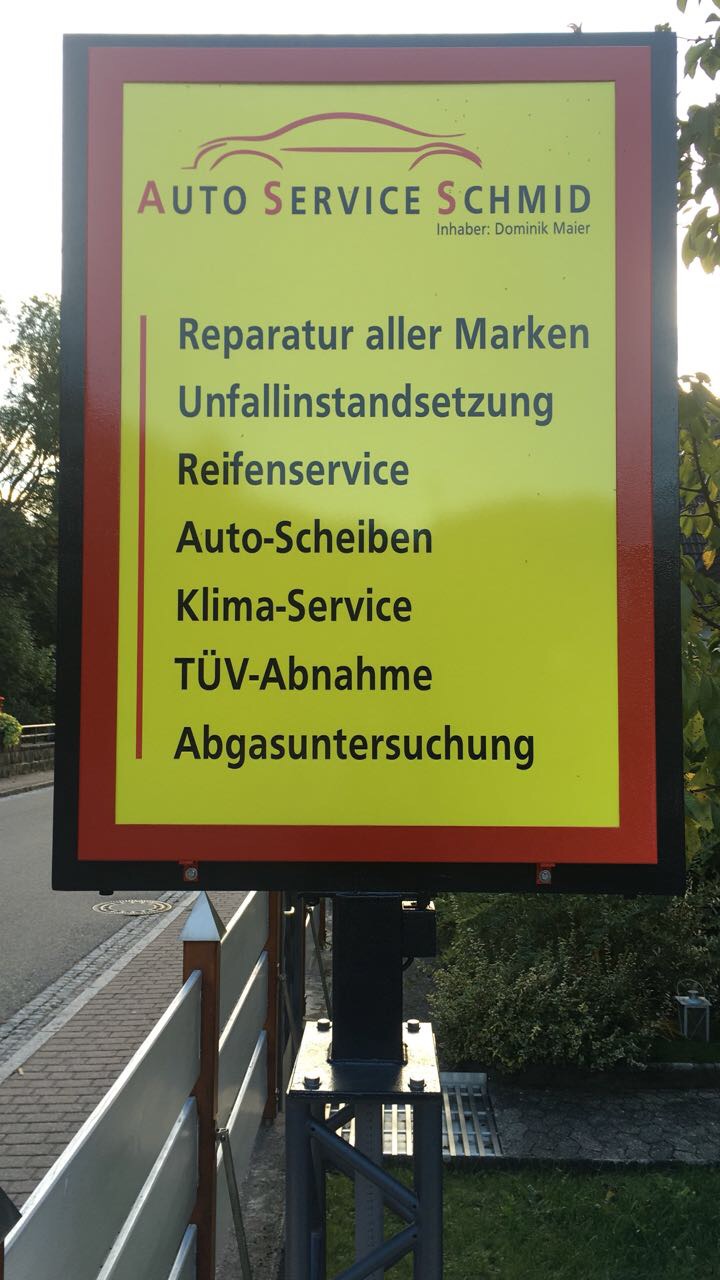 AUTO SERVICE SCHMID
Inhaber: Dominik Maier
Reparatur aller Marken
Unfallinstandsetzung
Reifenservice
Auto-Scheiben
Klima-Service
TÜV-Abnahme
Abgasuntersuchung